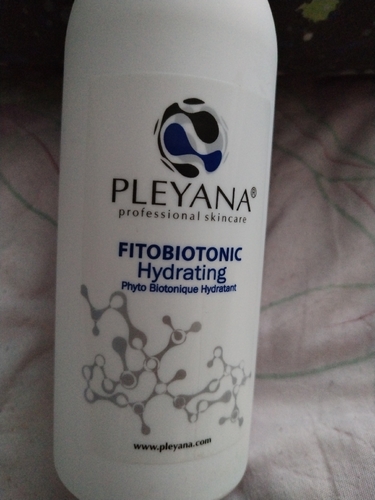 PLEYANA®
professional skincare
FITOBIOTONIC
Hydrating
Phyto Biotonique Hydratant
www.pleyana.com